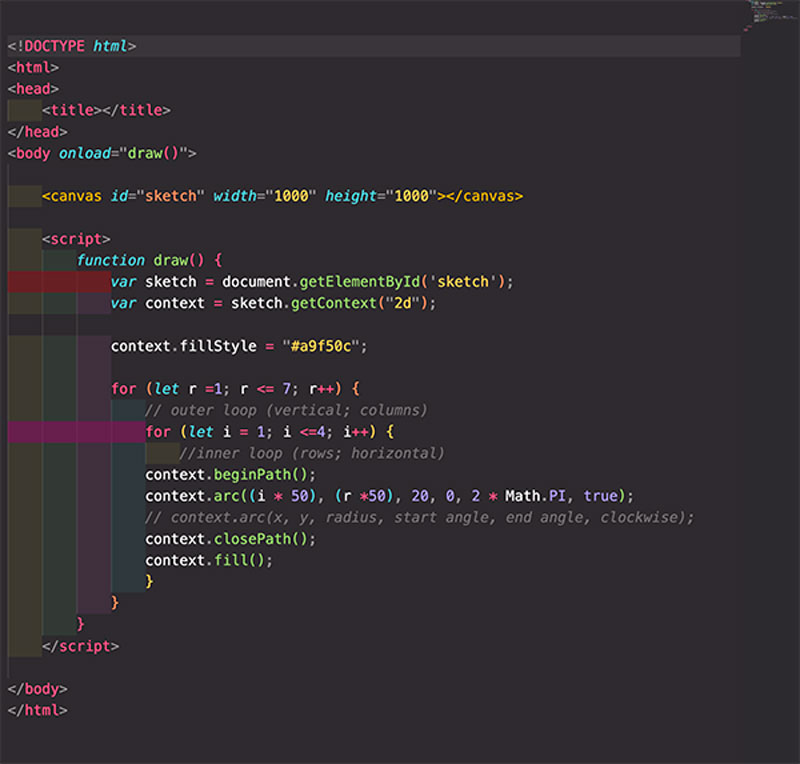 <!DOCTYPE html>
<html>
<head>
<title></title>
</head>
<body onload="draw()">
<canvas id="sketch" width="1000" height="1000"></canvas>
<script>
function draw() {
var sketch = document.getElementById('sketch');
var context = sketch.getContext("2d");
context.fillStyle = "#a9f50c";
for (let r =1; r <= 7; r++) {
// outer loop (vertical; columns)
for (let i = 1; i <=4; i++) {
//inner loop (rows; horizontal)
context.beginPath();
context.arc((i * 50), (r *50), 20, 0, 2 * Math.PI, true);
// context.arc(x, y, radius, start angle, end angle, clockwise);
context.closePath();
context.fill();
}
}
}
</script>
</body>
</html>